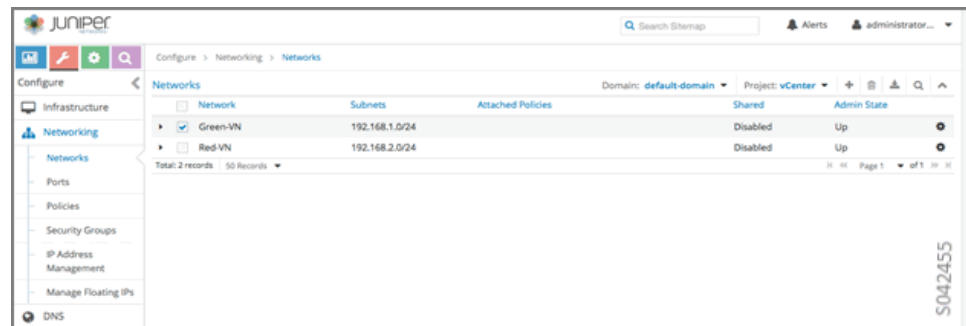 JUNIPER
NETWORKS
Search Sitemap
Alerts
administrator...
Configure > Networking > Networks
Configure
Infrastructure
Networking
Networks
Ports
Policies
Security Groups
IP Address
Management
Manage Floating IPs
DNS
Networks
Domain: default-domain
Project: vCenter
Network Subnets Attached Policies Shared Admin State
Green-VN 192.168.1.0/24 Disabled Up
Red-VN 192.168.2.0/24 Disabled Up
Total: 2 records 50 Records Page 1 of 1
S042455